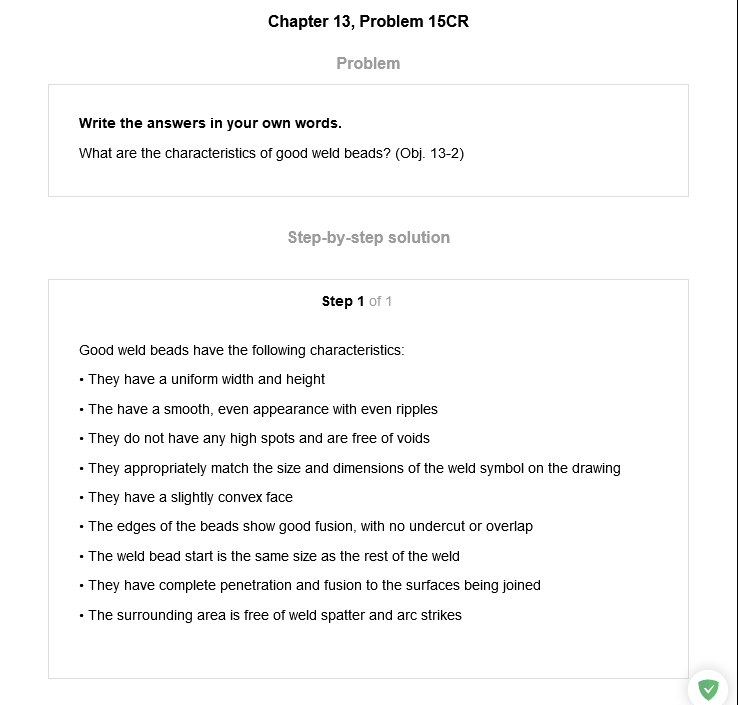 Chapter 13, Problem 15CR
Problem
Write the answers in your own words.
What are the characteristics of good weld beads? (Obj. 13-2)
Step-by-step solution
Step 1 of 1
Good weld beads have the following characteristics:
• They have a uniform width and height
• The have a smooth, even appearance with even ripples
• They do not have any high spots and are free of voids
• They appropriately match the size and dimensions of the weld symbol on the drawing
• They have a slightly convex face
• The edges of the beads show good fusion, with no undercut or overlap
• The weld bead start is the same size as the rest of the weld
• They have complete penetration and fusion to the surfaces being joined
• The surrounding area is free of weld spatter and arc strikes